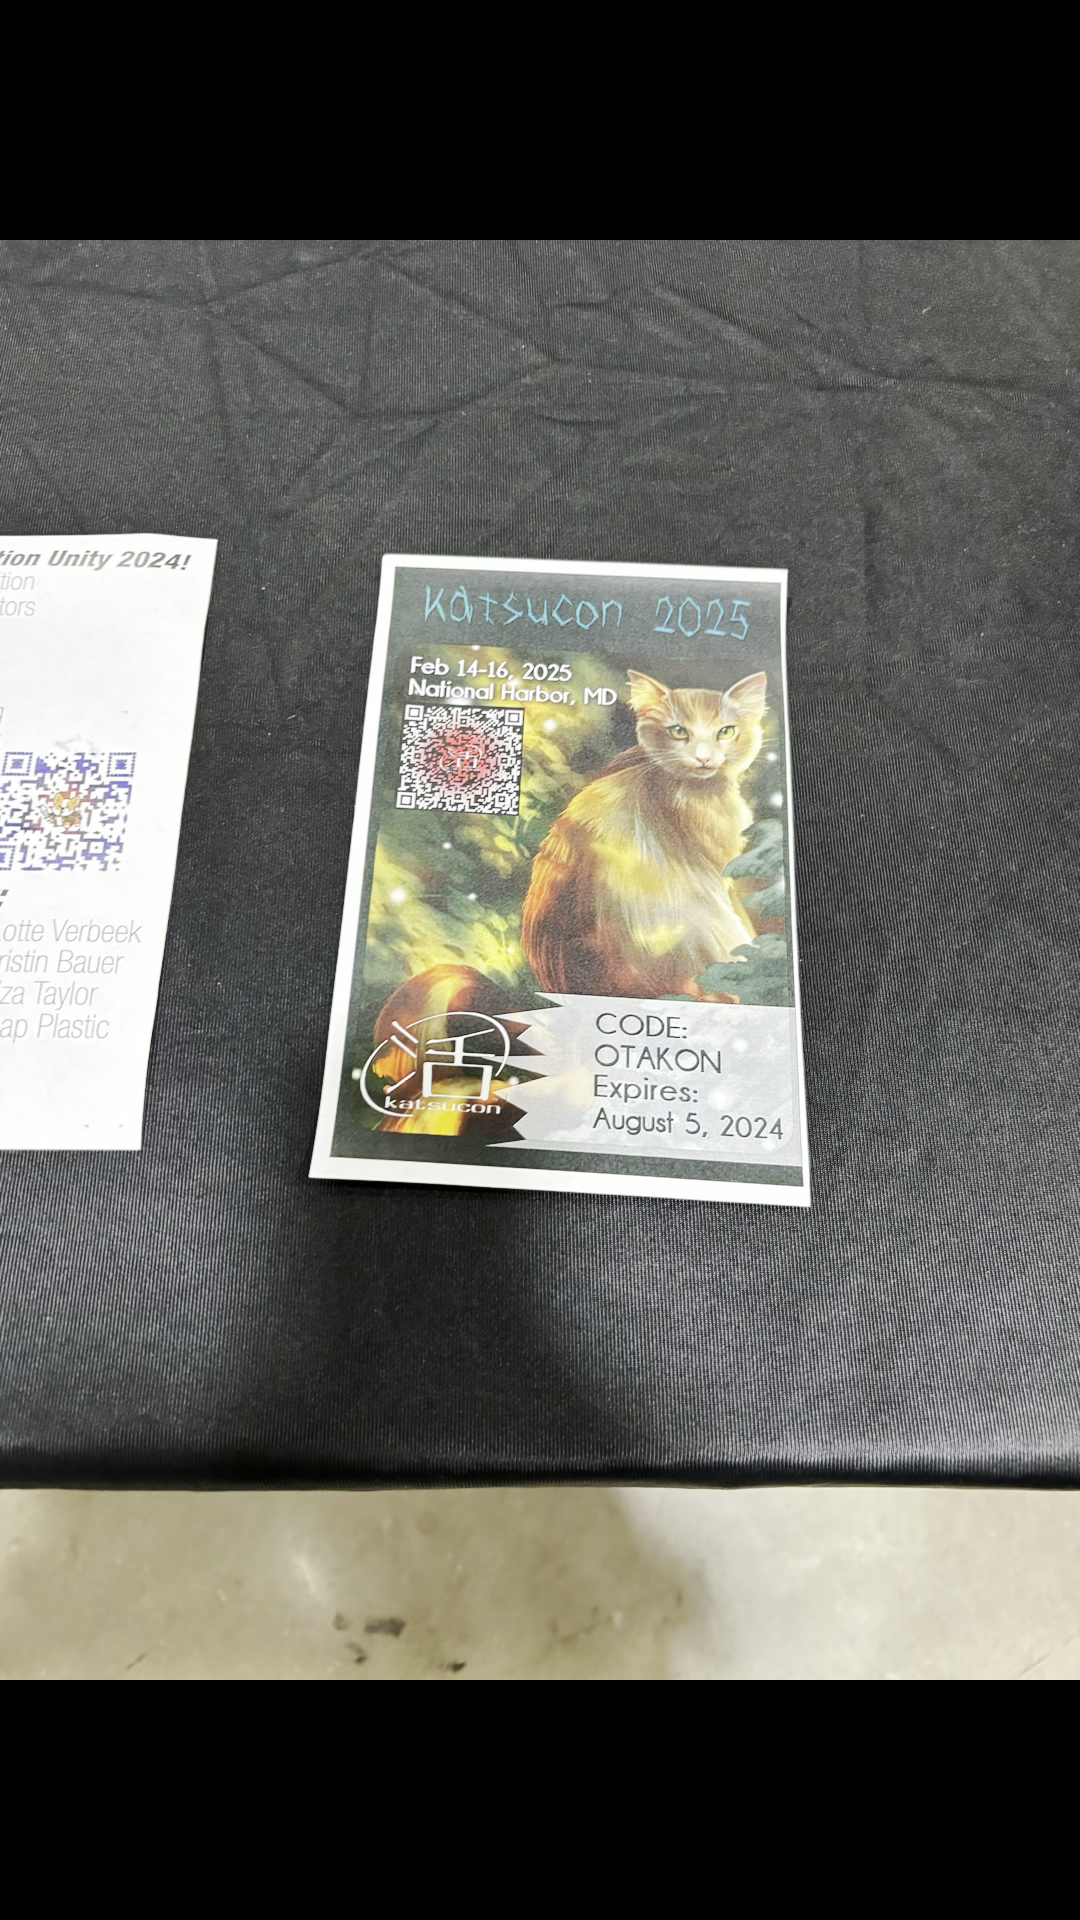 tion Unity 2024!
tion
tors
g
otte Verbeek
ristin Bauer
za Taylor
ap Plastic
Katsucon 2025
Feb 14-16, 2025
National Harbor, MD
活
katsucon
CODE:
OTAKON
Expires:
August 5, 2024